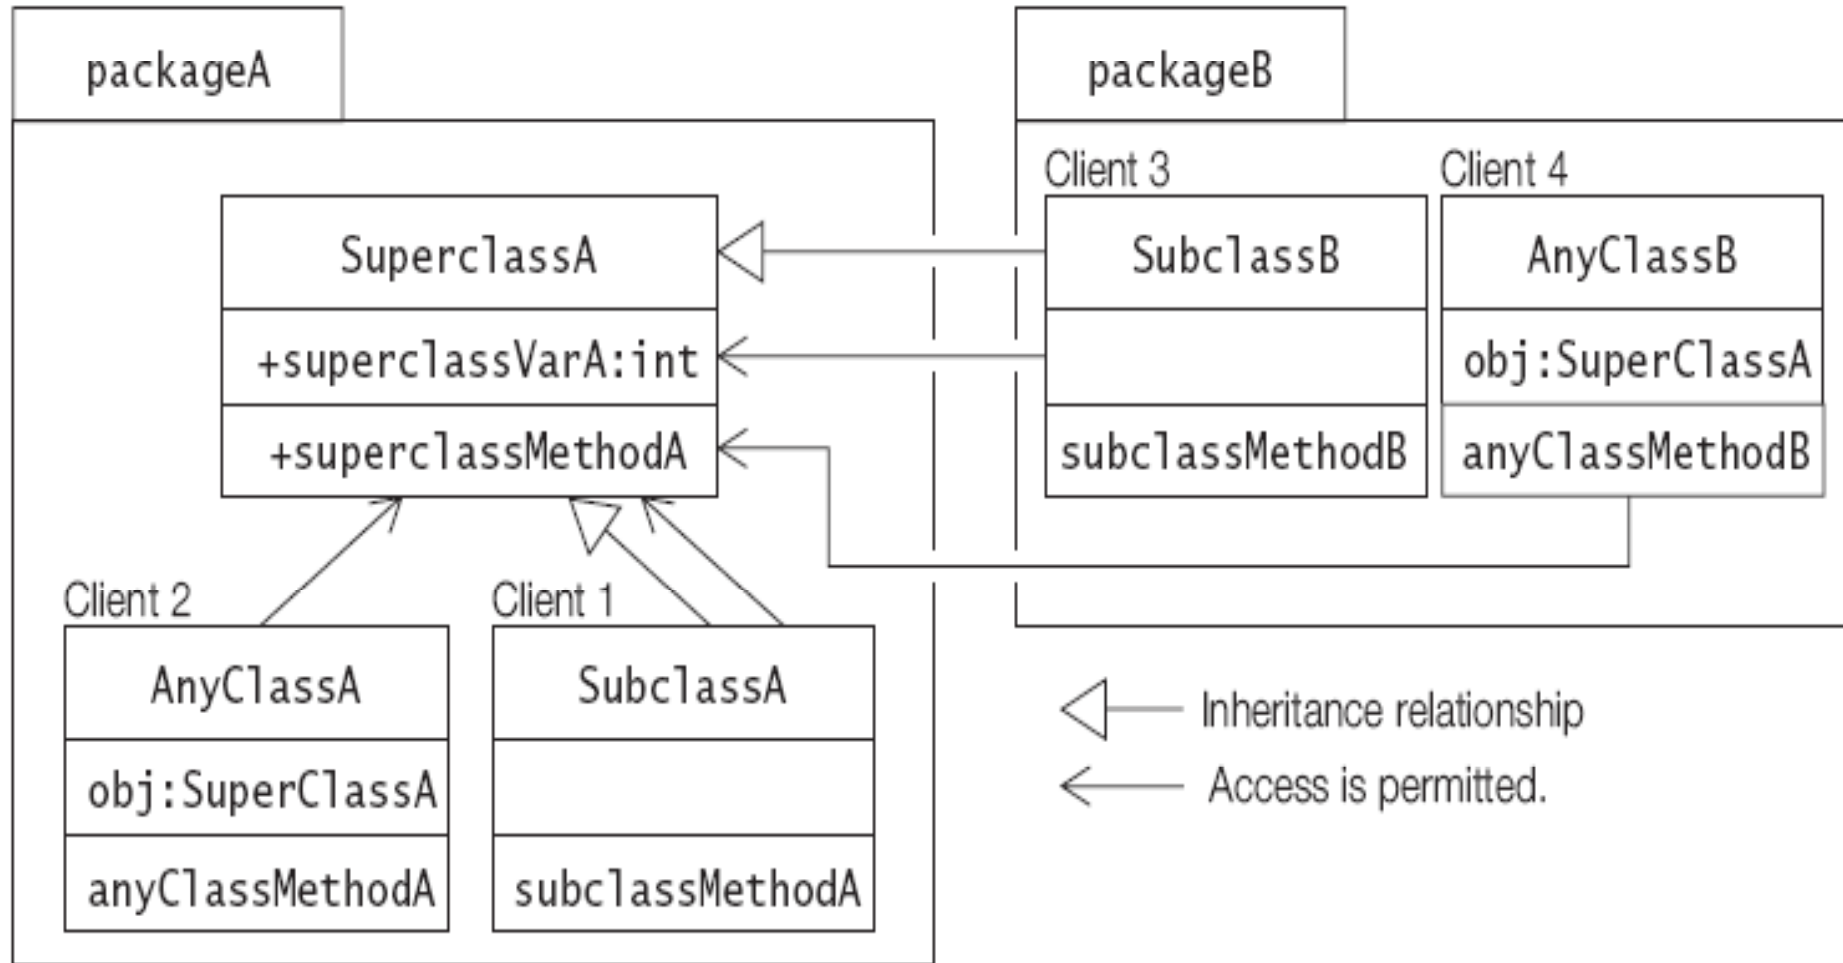 packageA
SuperclassA
+superclassVarA:int
+superclassMethodA
Client 2
AnyClassA
obj:SuperClassA
anyClassMethodA
Client 1
SubclassA
subclassMethodA
packageB
Client 3
SubclassB
subclassMethodB
Client 4
AnyClassB
obj:SuperClassA
anyClassMethodB
Inheritance relationship
Access is permitted.